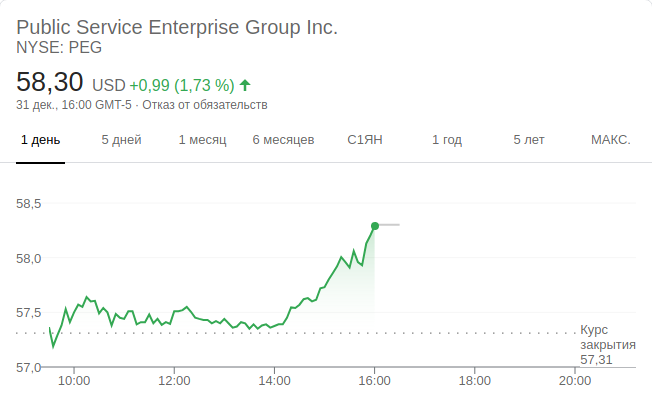 Public Service Enterprise Group Inc.
NYSE: PEG
58,30 USD +0,99 (1,73 %)
31 дек., 16:00 GMT-5 · Отказ от обязательств
1 день 5 дней 1 месяц 6 месяцев С1ЯН 1 год 5 лет МАКС.
58,5
58,0
57,5
Курс
закрытия
57,31
57,0
10:00 12:00 14:00 16:00 18:00 20:00